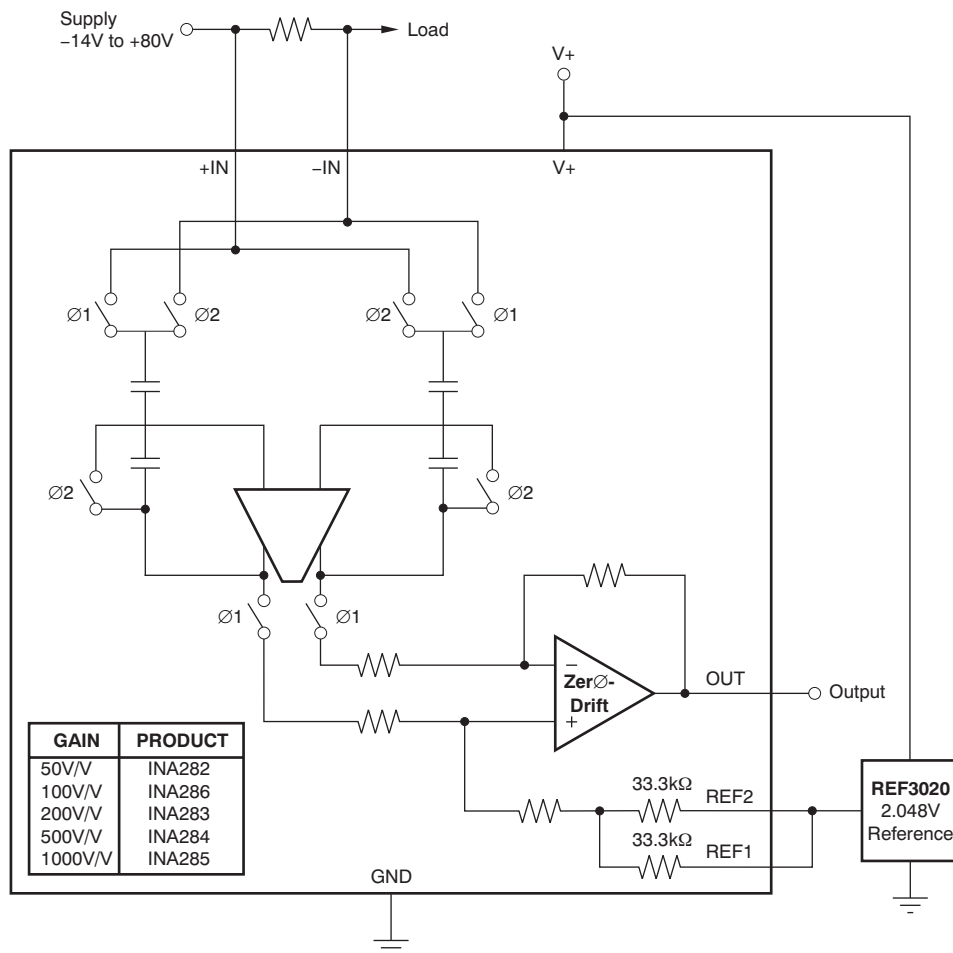 Supply
−14V to +80V
Load
V+
+IN
−IN
V+
Ø1
Ø2
Ø2
Ø1
Ø2
Ø2
Ø1
Ø1
−
ZerØ-
Drift
+
OUT
Output
GAIN PRODUCT
50V/V INA282
100V/V INA286
200V/V INA283
500V/V INA284
1000V/V INA285
33.3kΩ
REF2
33.3kΩ
REF1
REF3020
2.048V
Reference
GND